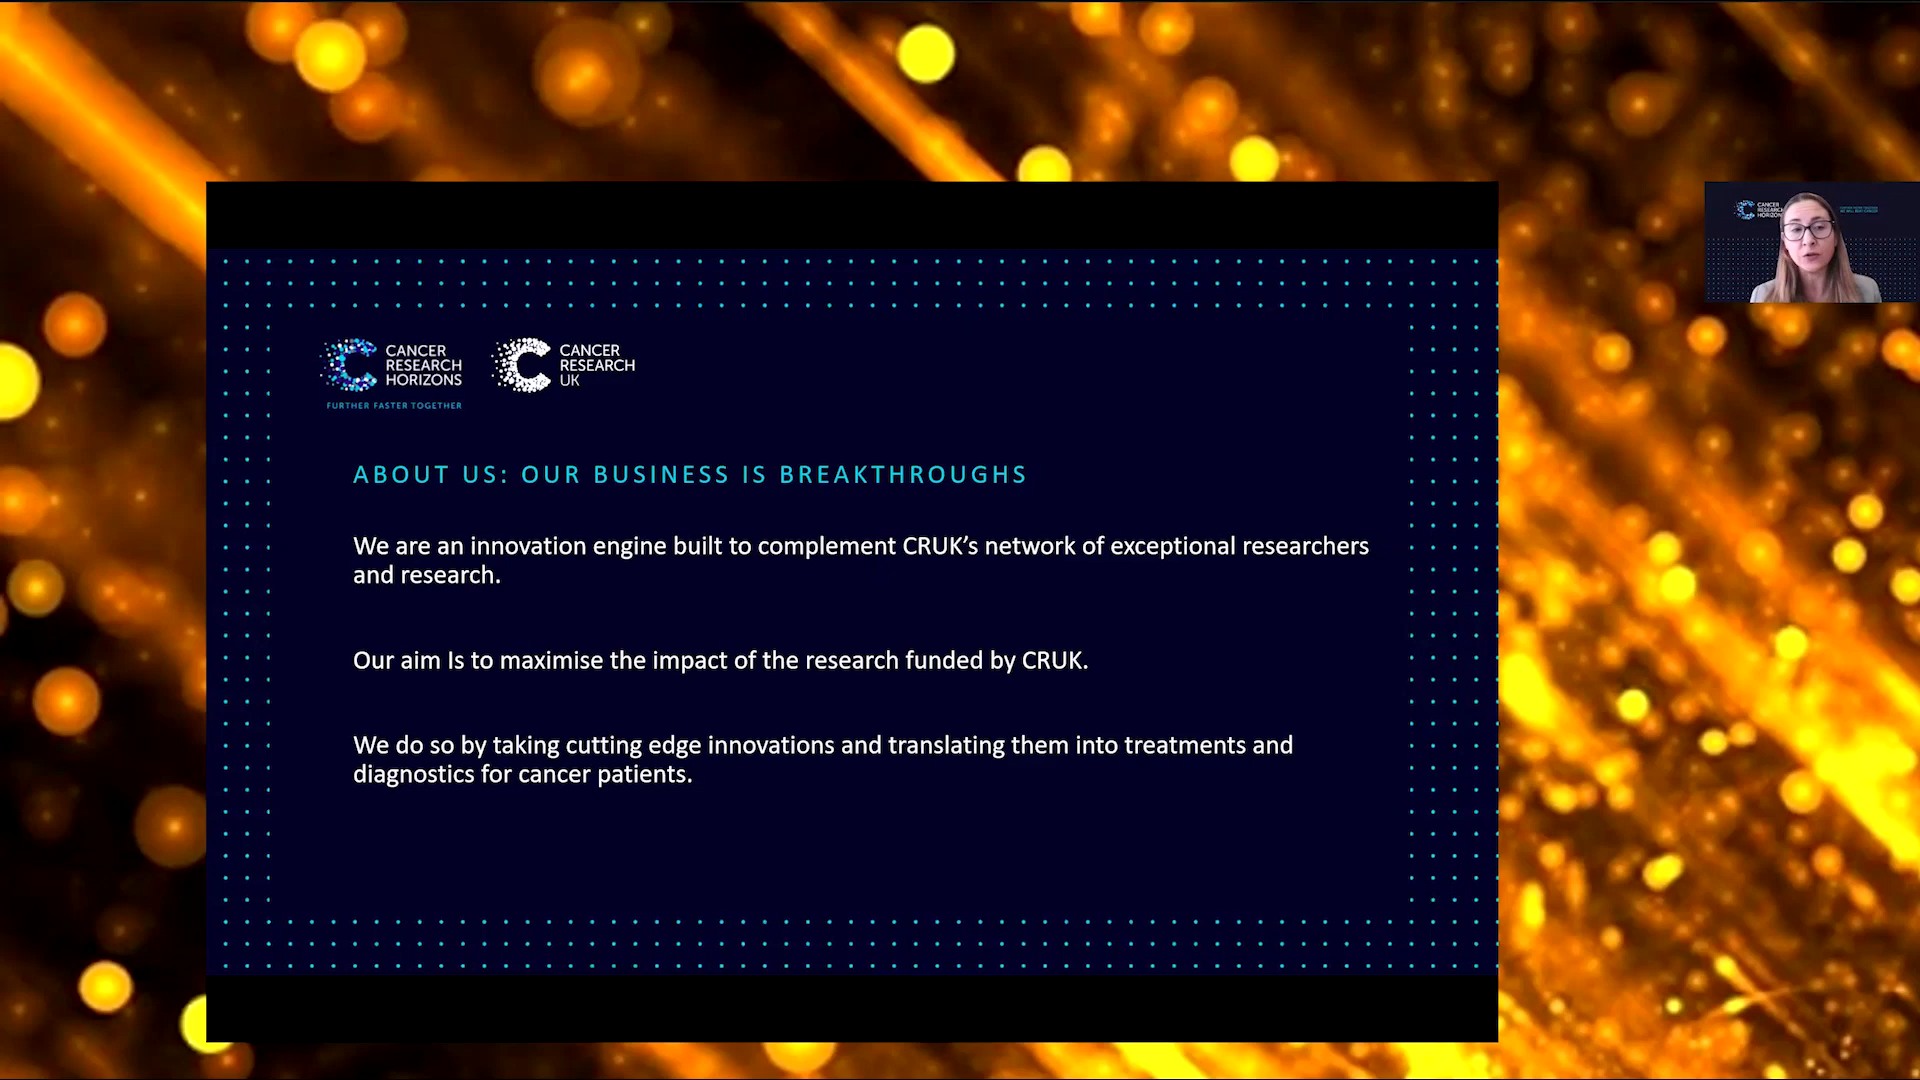 CANCER
RESEARCH
HORIZONS
FURTHER FASTER TOGETHER
CANCER
RESEARCH
UK
ABOUT US: OUR BUSINESS IS BREAKTHROUGHS
We are an innovation engine built to complement CRUK’s network of exceptional researchers
and research.
Our aim Is to maximise the impact of the research funded by CRUK.
We do so by taking cutting edge innovations and translating them into treatments and
diagnostics for cancer patients.
CANCER
RESEARCH